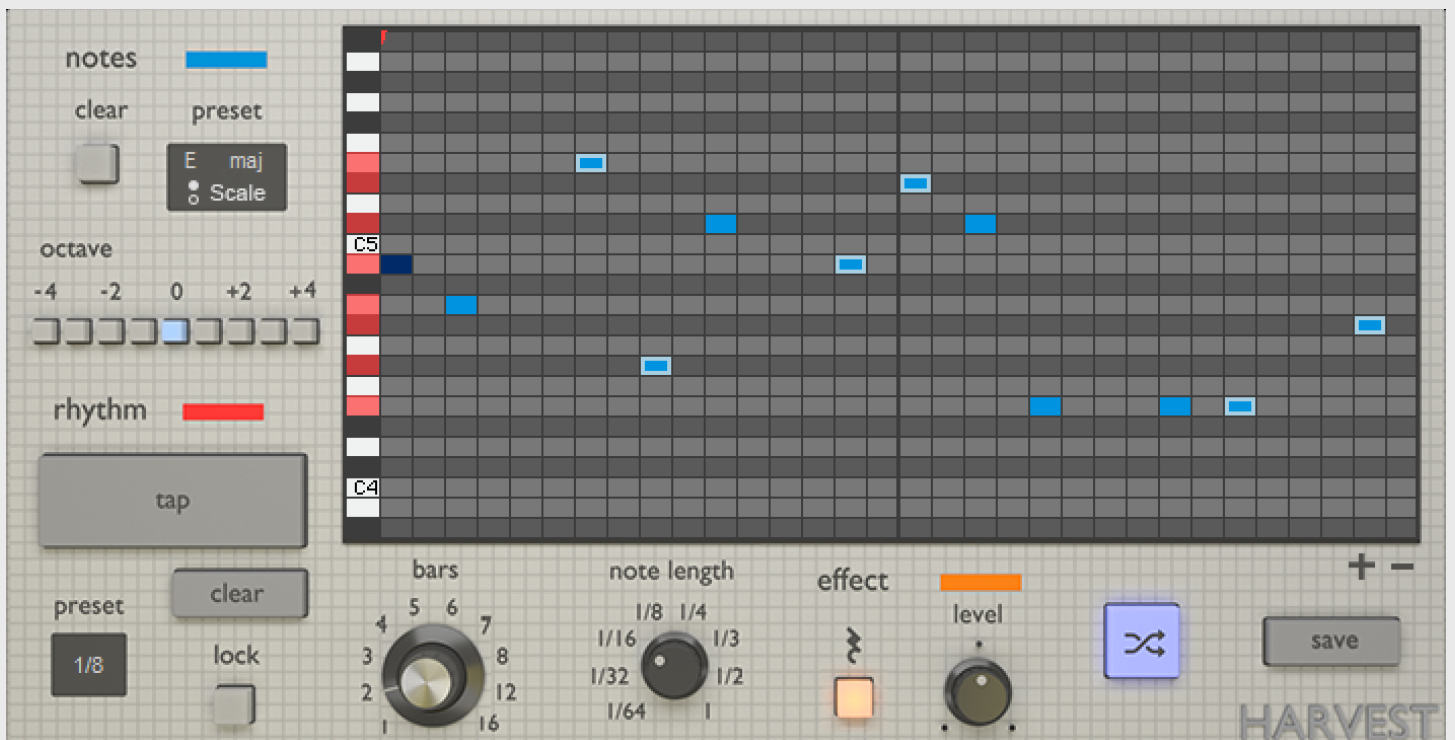 notes
clear preset
E maj
Scale
octave
-4 -2 0 +2 +4
rhythm
tap
clear
preset
1/8
lock
C5
C4
bars
1 2 3 4 5 6 7 8 12 16
note length
1/64 1/32 1/16 1/8 1/4 1/3 1/2 1
effect
level
+ −
save
HARVEST